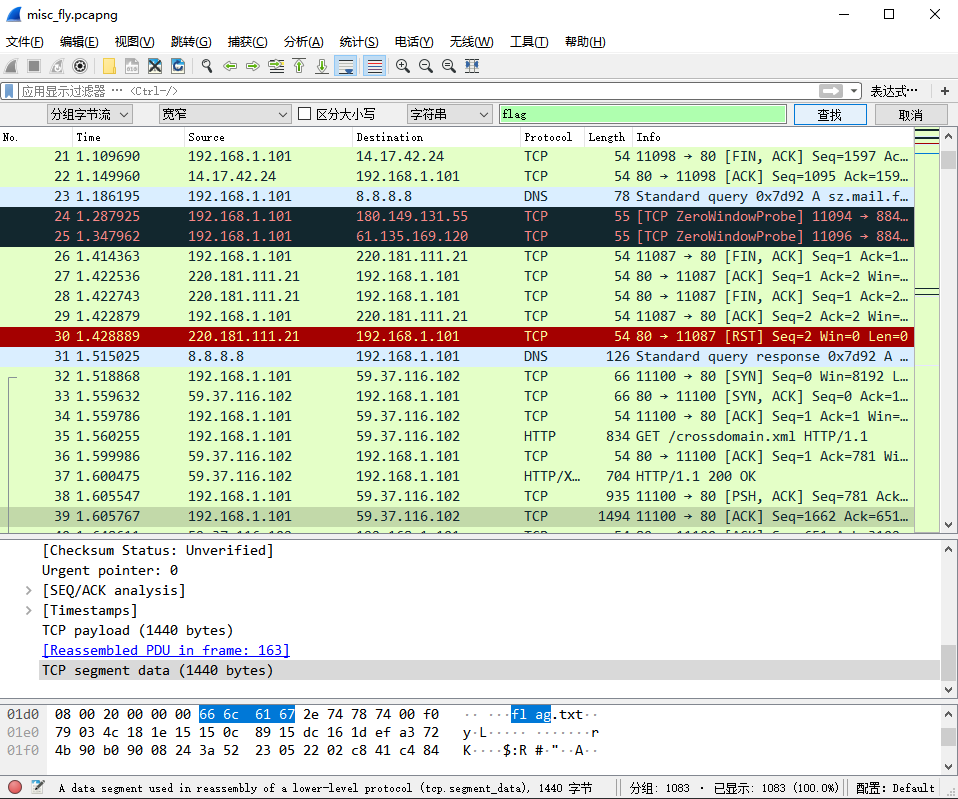 misc_fly.pcapng
文件(F) 编辑(E) 视图(V) 跳转(G) 捕获(C) 分析(A) 统计(S) 电话(Y) 无线(W) 工具(T) 帮助(H)
应用显示过滤器 ··· <Ctrl-/> 表达式··· +
分组字节流 宽窄 区分大小写 字符串 flag 查找 取消
No. Time Source Destination Protocol Length Info
21 1.109690 192.168.1.101 14.17.42.24 TCP 54 11098 → 80 [FIN, ACK] Seq=1597 Ac…
22 1.149960 14.17.42.24 192.168.1.101 TCP 54 80 → 11098 [ACK] Seq=1095 Ack=159…
23 1.186195 192.168.1.101 8.8.8.8 DNS 78 Standard query 0x7d92 A sz.mail.f…
24 1.287925 192.168.1.101 180.149.131.55 TCP 55 [TCP ZeroWindowProbe] 11094 → 884…
25 1.347962 192.168.1.101 61.135.169.120 TCP 55 [TCP ZeroWindowProbe] 11096 → 884…
26 1.414363 192.168.1.101 220.181.111.21 TCP 54 11087 → 80 [FIN, ACK] Seq=1 Ack=1…
27 1.422536 220.181.111.21 192.168.1.101 TCP 54 80 → 11087 [ACK] Seq=1 Ack=2 Win=…
28 1.422743 220.181.111.21 192.168.1.101 TCP 54 80 → 11087 [FIN, ACK] Seq=1 Ack=2…
29 1.422879 192.168.1.101 220.181.111.21 TCP 54 11087 → 80 [ACK] Seq=2 Ack=2 Win=…
30 1.428889 220.181.111.21 192.168.1.101 TCP 54 80 → 11087 [RST] Seq=2 Win=0 Len=0
31 1.515025 8.8.8.8 192.168.1.101 DNS 126 Standard query response 0x7d92 A …
32 1.518868 192.168.1.101 59.37.116.102 TCP 66 11100 → 80 [SYN] Seq=0 Win=8192 L…
33 1.559632 59.37.116.102 192.168.1.101 TCP 66 80 → 11100 [SYN, ACK] Seq=0 Ack=1…
34 1.559786 192.168.1.101 59.37.116.102 TCP 54 11100 → 80 [ACK] Seq=1 Ack=1 Win=…
35 1.560255 192.168.1.101 59.37.116.102 HTTP 834 GET /crossdomain.xml HTTP/1.1
36 1.599986 59.37.116.102 192.168.1.101 TCP 54 80 → 11100 [ACK] Seq=1 Ack=781 Wi…
37 1.600475 59.37.116.102 192.168.1.101 HTTP/X… 704 HTTP/1.1 200 OK
38 1.605547 192.168.1.101 59.37.116.102 TCP 935 11100 → 80 [PSH, ACK] Seq=781 Ack…
39 1.605767 192.168.1.101 59.37.116.102 TCP 1494 11100 → 80 [ACK] Seq=1662 Ack=651…
[Checksum Status: Unverified]
Urgent pointer: 0
[SEQ/ACK analysis]
[Timestamps]
TCP payload (1440 bytes)
[Reassembled PDU in frame: 163]
TCP segment data (1440 bytes)
01d0 08 00 20 00 00 00 66 6c 61 67 2e 74 78 74 00 f0 ·· ···fl ag.txt··
01e0 79 03 4c 18 1e 15 15 0c 89 15 dc 16 1d ef a3 72 y·L····· ·······r
01f0 4b 90 b0 90 08 24 3a 52 23 05 22 02 c8 41 c4 84 K····$:R #·"··A··
A data segment used in reassembly of a lower-level protocol (tcp.segment_data), 1440 字节 分组: 1083 · 已显示: 1083 (100.0%) 配置: Default